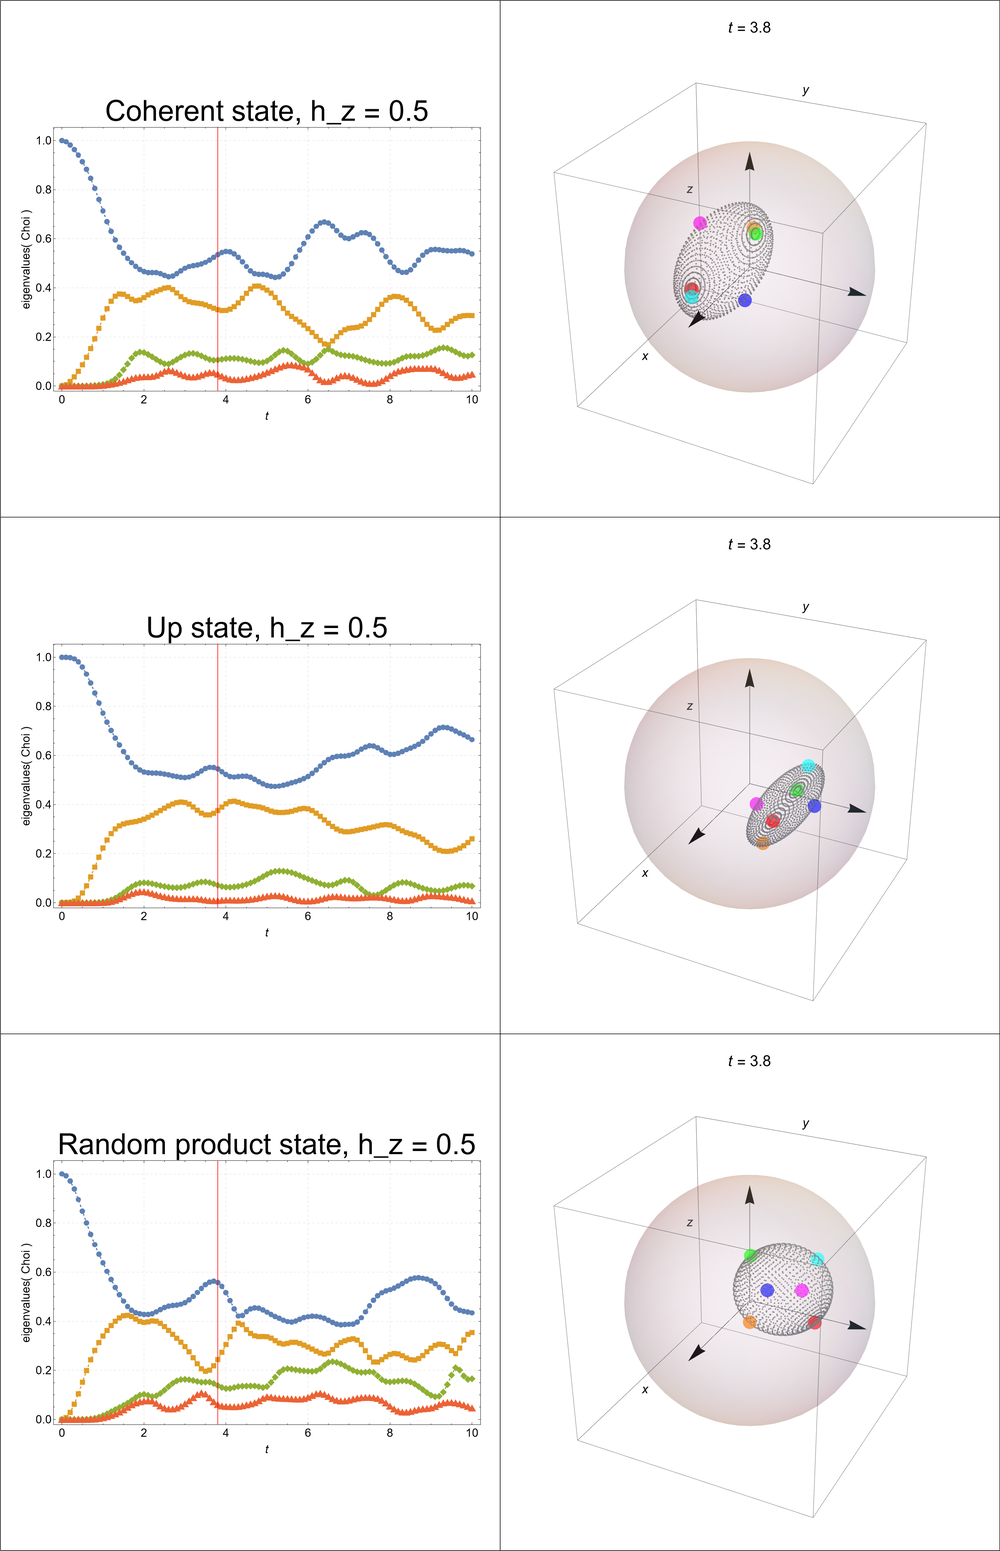 t = 3.8
y
Coherent state, h_z = 0.5
1.0
0.8
z
eigenvalues( Choi )
0.6
0.4
x
0.2
0.0
0 2 4 6 8 10
t
t = 3.8
y
Up state, h_z = 0.5
1.0
0.8
z
eigenvalues( Choi )
0.6
0.4
x
0.2
0.0
0 2 4 6 8 10
t
t = 3.8
y
Random product state, h_z = 0.5
1.0
0.8
z
eigenvalues( Choi )
0.6
0.4
x
0.2
0.0
0 2 4 6 8 10
t